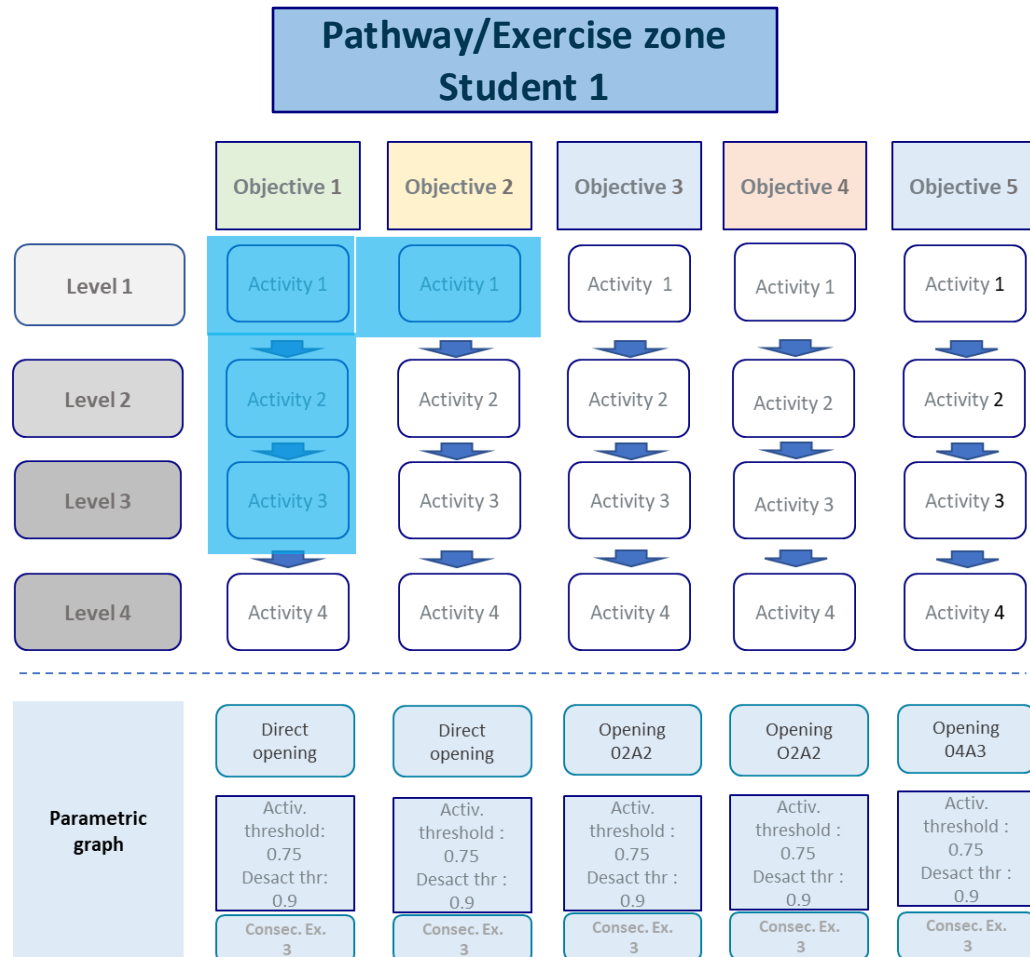 Pathway/Exercise zone
Student 1
Objective 1
Objective 2
Objective 3
Objective 4
Objective 5
Level 1
Activity 1
Activity 1
Activity 1
Activity 1
Activity 1
Level 2
Activity 2
Activity 2
Activity 2
Activity 2
Activity 2
Level 3
Activity 3
Activity 3
Activity 3
Activity 3
Activity 3
Level 4
Activity 4
Activity 4
Activity 4
Activity 4
Activity 4
Parametric
graph
Direct
opening
Direct
opening
Opening
02A2
Opening
O2A2
Opening
04A3
Activ.
threshold:
0.75
Desact thr:
0.9
Activ.
threshold :
0.75
Desact thr :
0.9
Activ.
threshold :
0.75
Desact thr :
0.9
Activ.
threshold :
0.75
Desact thr :
0.9
Activ.
threshold :
0.75
Desact thr :
0.9
Consec. Ex.
3
Consec. Ex.
3
Consec. Ex.
3
Consec. Ex.
3
Consec. Ex.
3